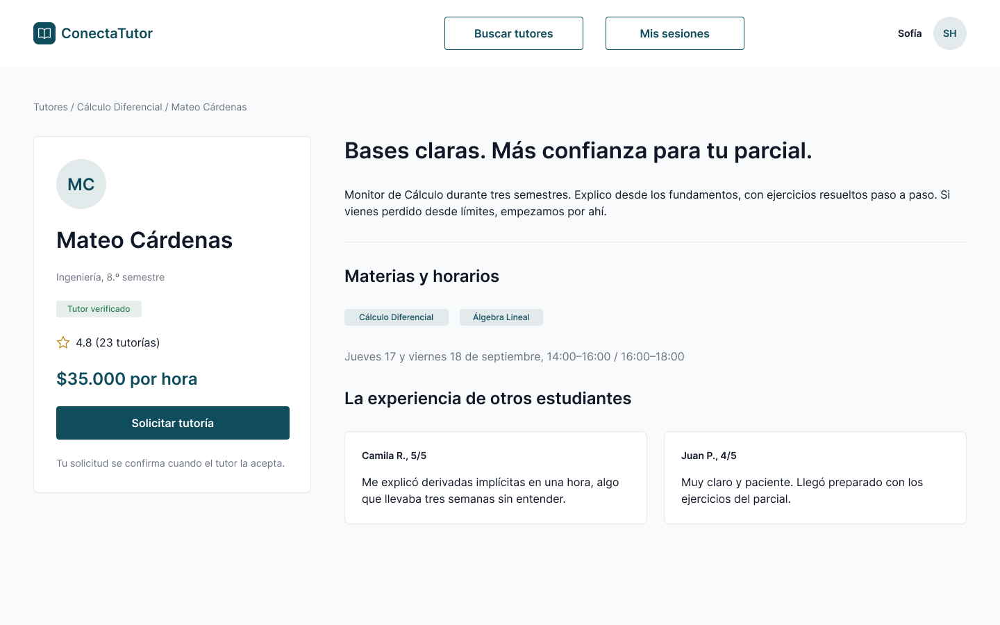 ConectaTutor
Buscar tutores
Mis sesiones
Sofía
SH
Tutores / Cálculo Diferencial / Mateo Cárdenas
MC
Mateo Cárdenas
Ingeniería, 8.º semestre
Tutor verificado
4.8 (23 tutorías)
$35.000 por hora
Solicitar tutoría
Tu solicitud se confirma cuando el tutor la acepta.
Bases claras. Más confianza para tu parcial.
Monitor de Cálculo durante tres semestres. Explico desde los fundamentos, con ejercicios resueltos paso a paso. Si
vienes perdido desde límites, empezamos por ahí.
Materias y horarios
Cálculo Diferencial
Álgebra Lineal
Jueves 17 y viernes 18 de septiembre, 14:00–16:00 / 16:00–18:00
La experiencia de otros estudiantes
Camila R., 5/5
Me explicó derivadas implícitas en una hora, algo
que llevaba tres semanas sin entender.
Juan P., 4/5
Muy claro y paciente. Llegó preparado con los
ejercicios del parcial.